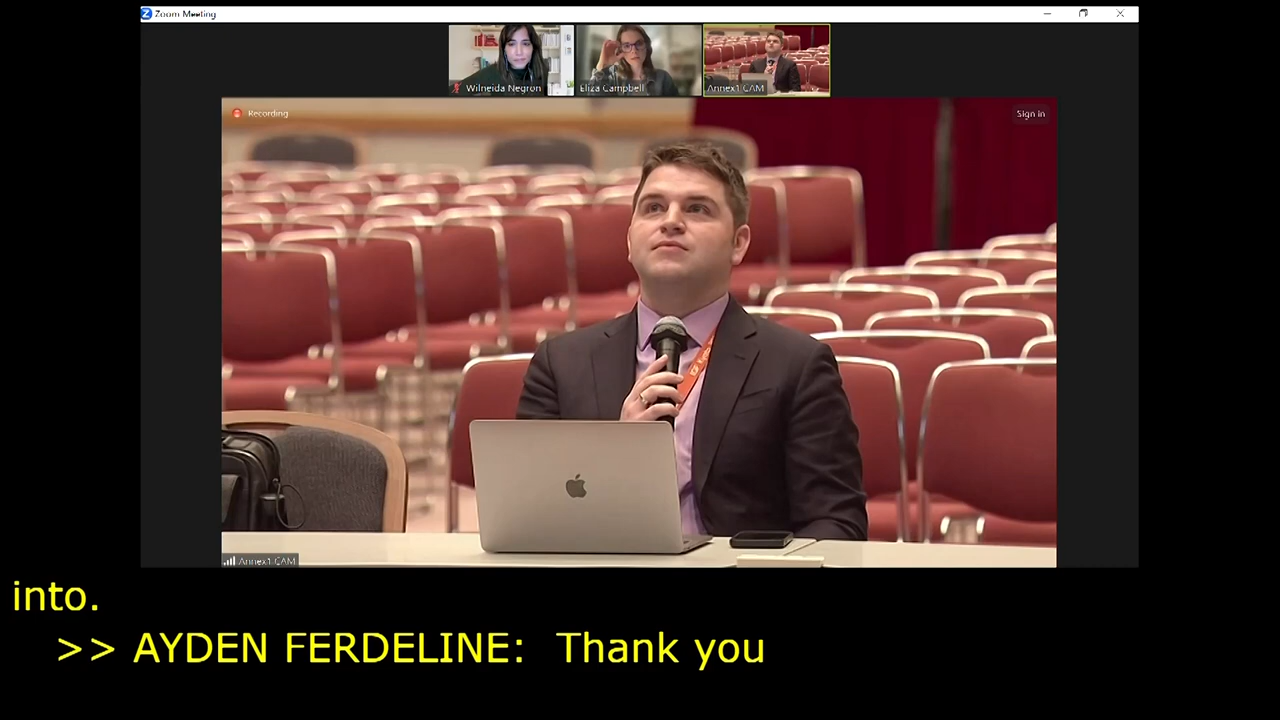 Zoom Meeting
Wilneida Negron
Eliza Campbell
Annex1 CAM
Recording
Sign in
Annex1 CAM
into.
>> AYDEN FERDELINE: Thank you